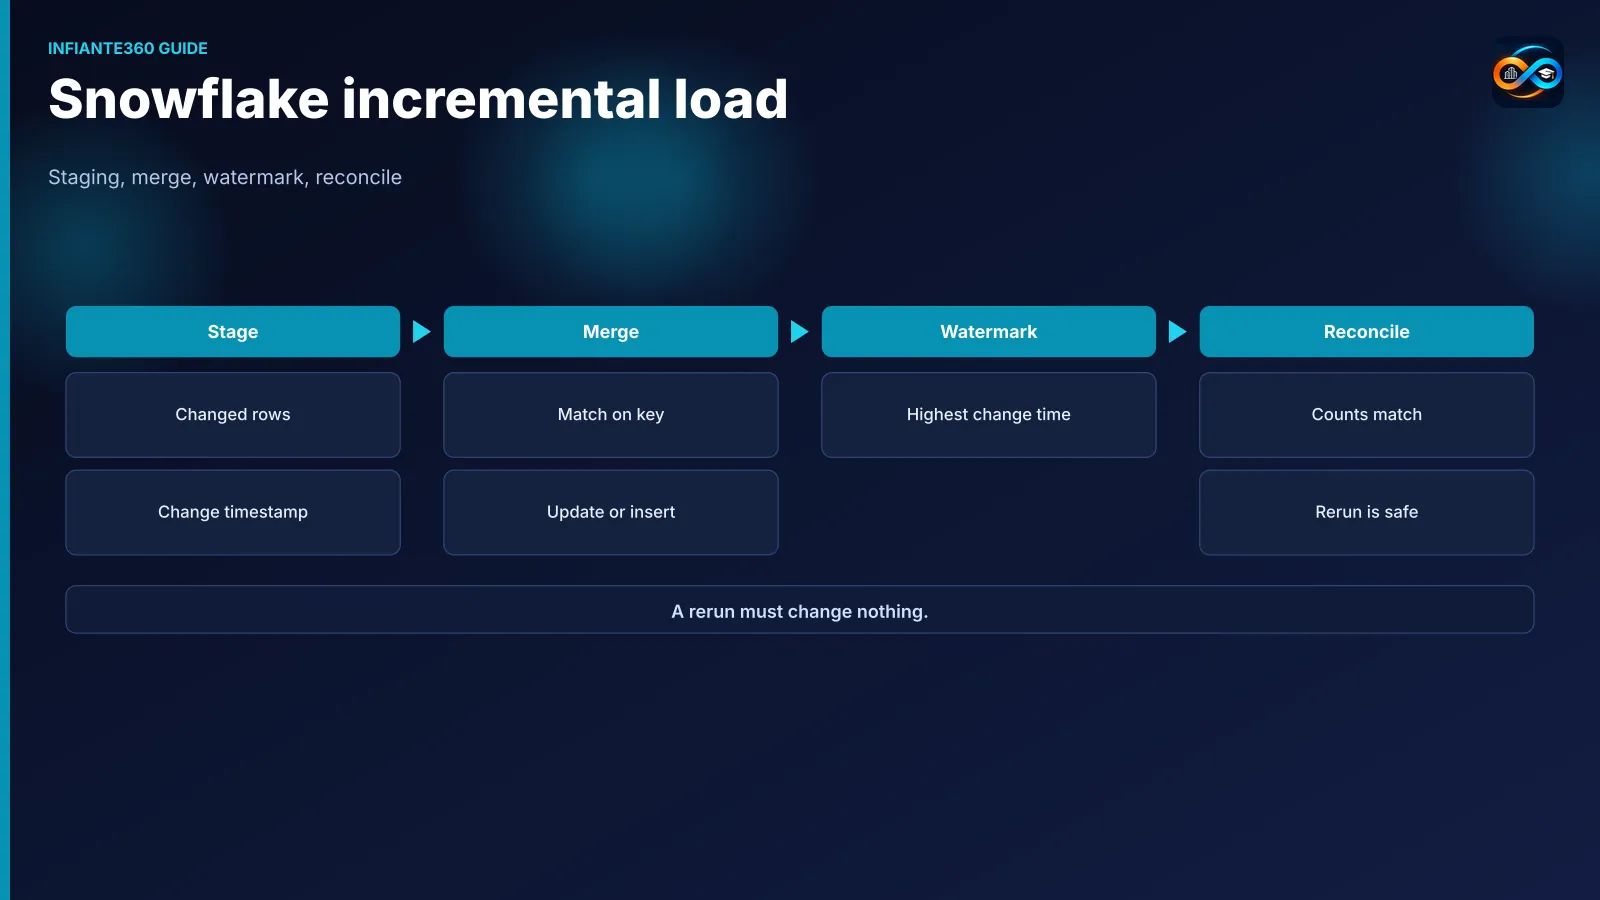 INFIANTE360 GUIDE
Snowflake incremental load
Staging, merge, watermark, reconcile
Stage
Changed rows
Change timestamp
Merge
Match on key
Update or insert
Watermark
Highest change time
Reconcile
Counts match
Rerun is safe
A rerun must change nothing.